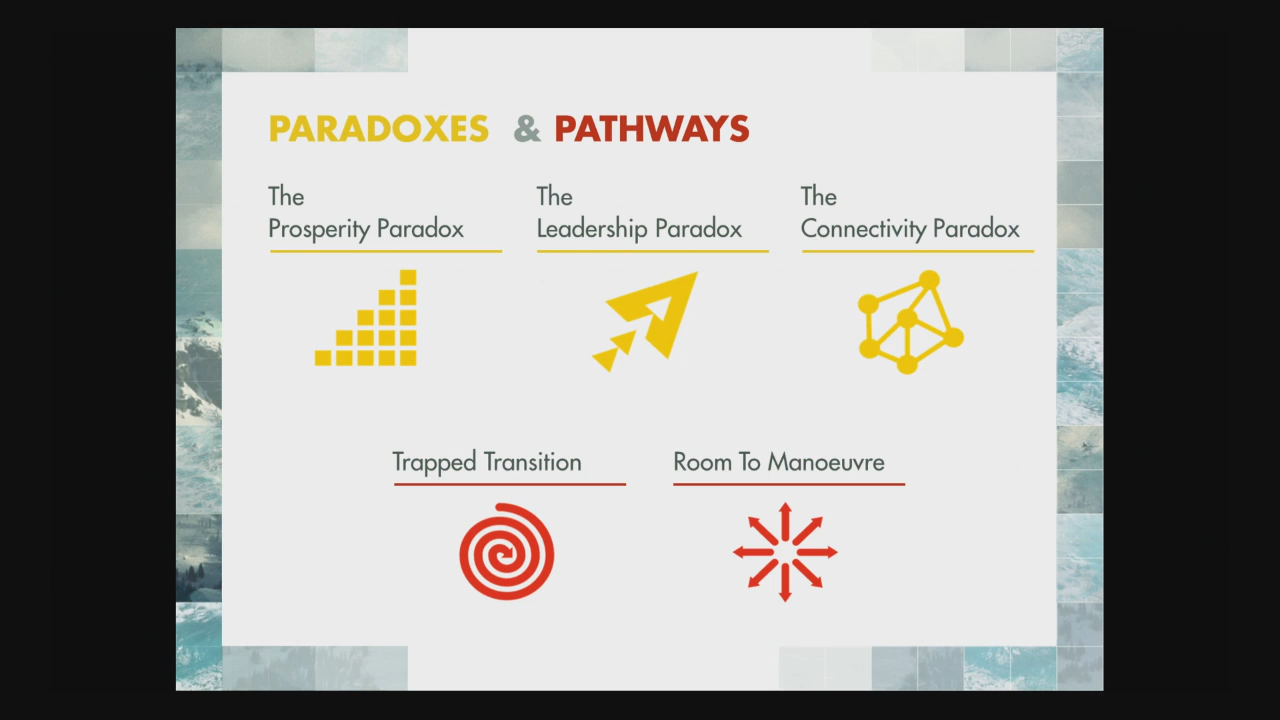 PARADOXES & PATHWAYS
The
Prosperity Paradox
The
Leadership Paradox
The
Connectivity Paradox
Trapped Transition
Room To Manoeuvre